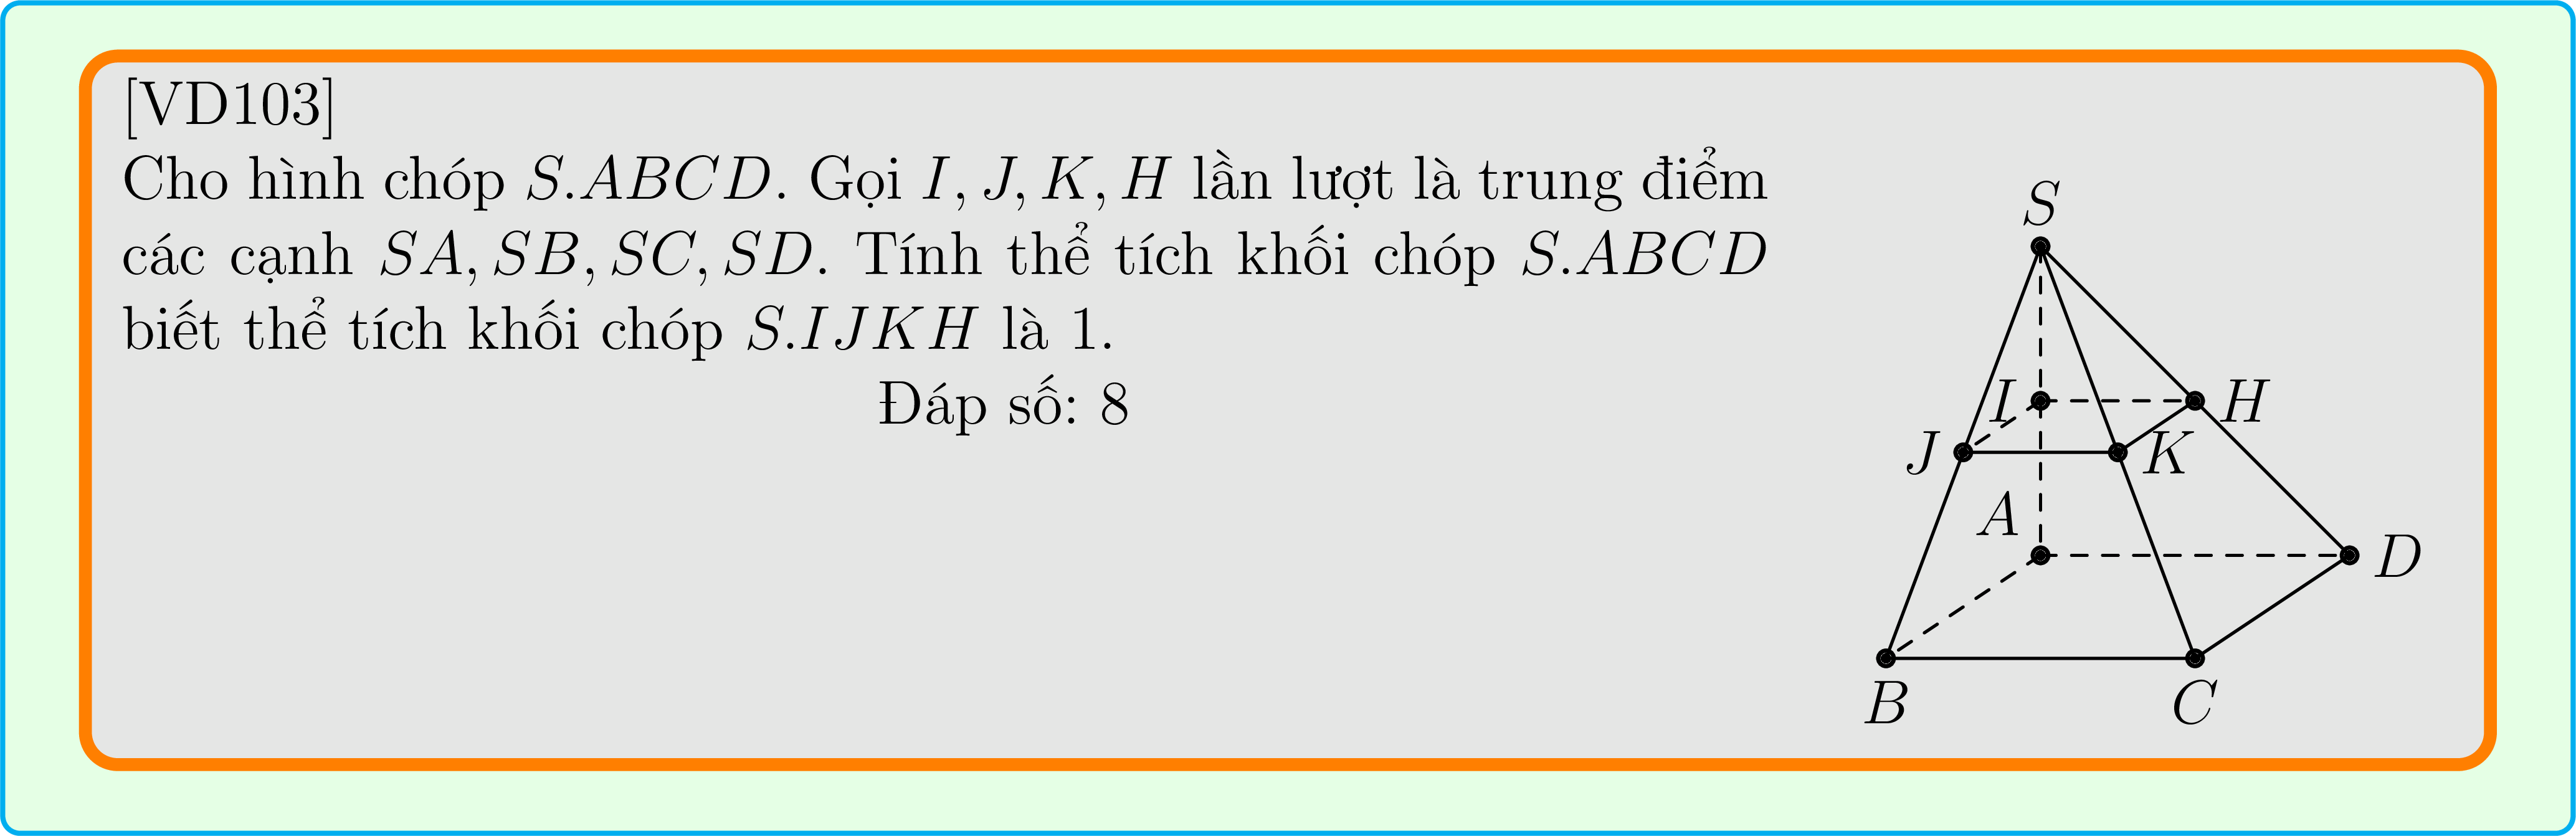 [VD103]
Cho hình chóp S.ABCD. Gọi I, J, K, H lần lượt là trung điểm
các cạnh SA, SB, SC, SD. Tính thể tích khối chóp S.ABCD
biết thể tích khối chóp S.IJKH là 1.
Đáp số: 8
S
I
H
J
K
A
D
B
C